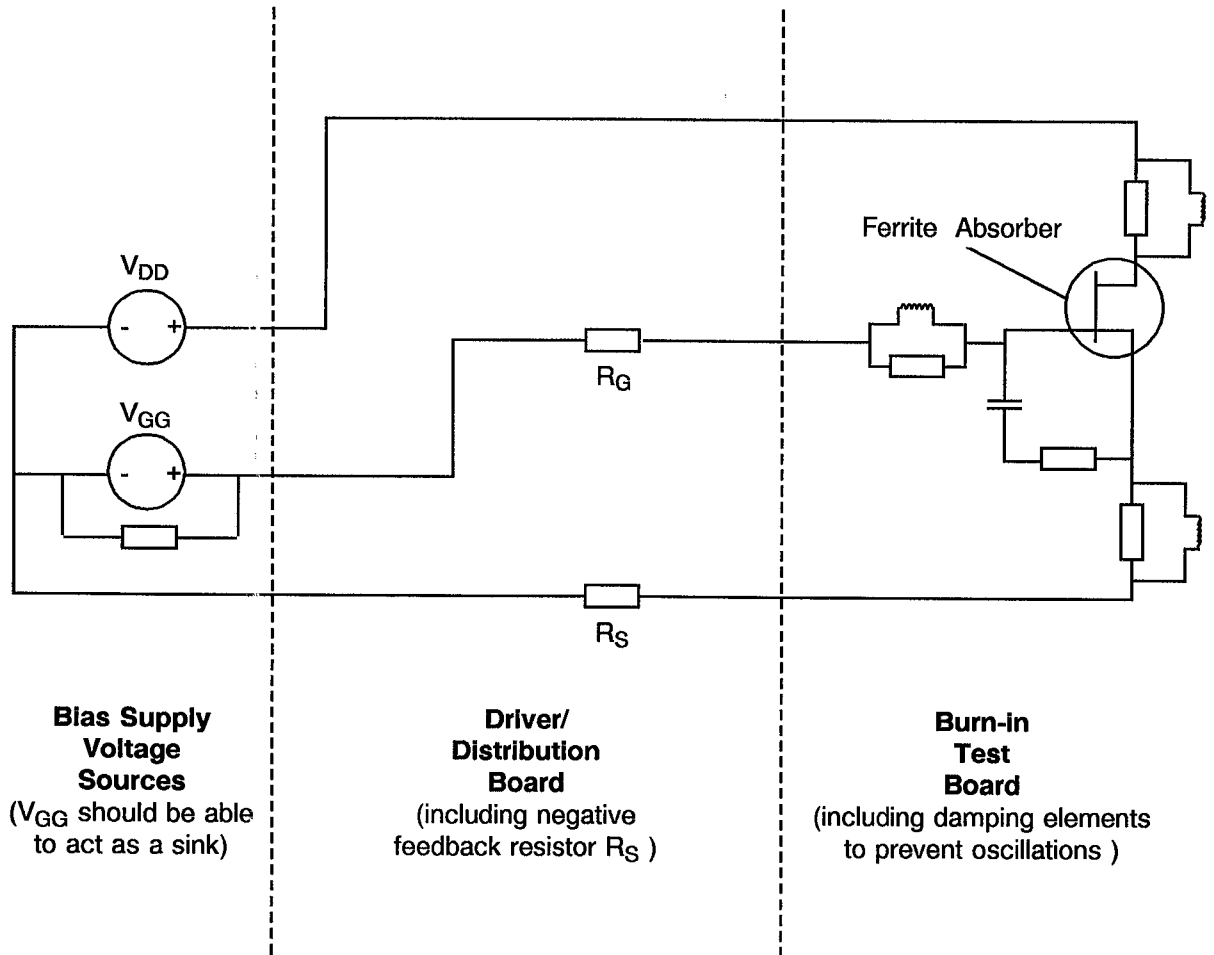 Ferrite Absorber
VDD
- +
RG
VGG
- +
RS
Bias Supply
Voltage
Sources
(VGG should be able
to act as a sink)
Driver/
Distribution
Board
(including negative
feedback resistor RS )
Burn-in
Test
Board
(including damping elements
to prevent oscillations )